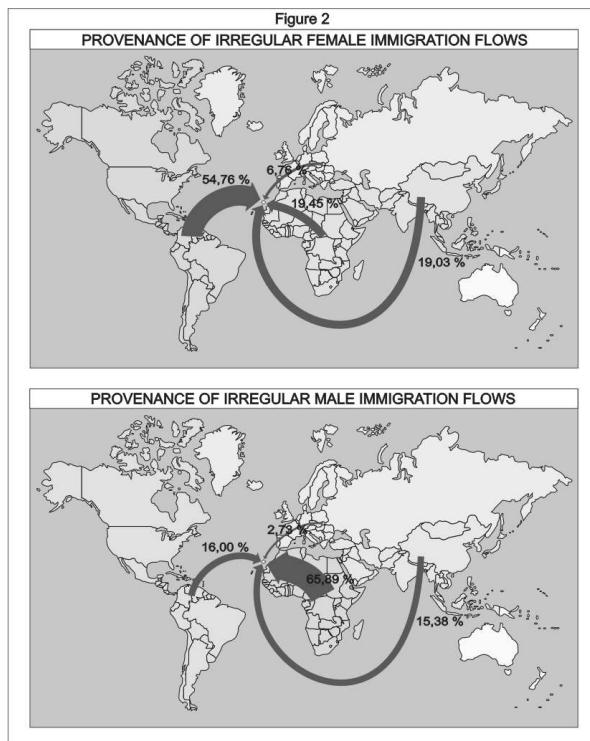 Figure 2
PROVENANCE OF IRREGULAR FEMALE IMMIGRATION FLOWS
6,76 %
54,76 %
19,45 %
19,03 %
PROVENANCE OF IRREGULAR MALE IMMIGRATION FLOWS
2,73 %
16,00 %
65,89 %
15,38 %